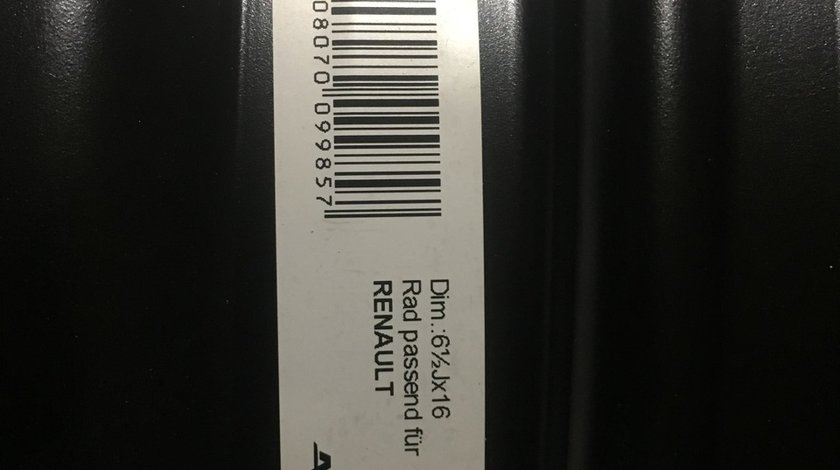 08070 099857
Dim.:6½Jx16
Rad passend für
RENAULT